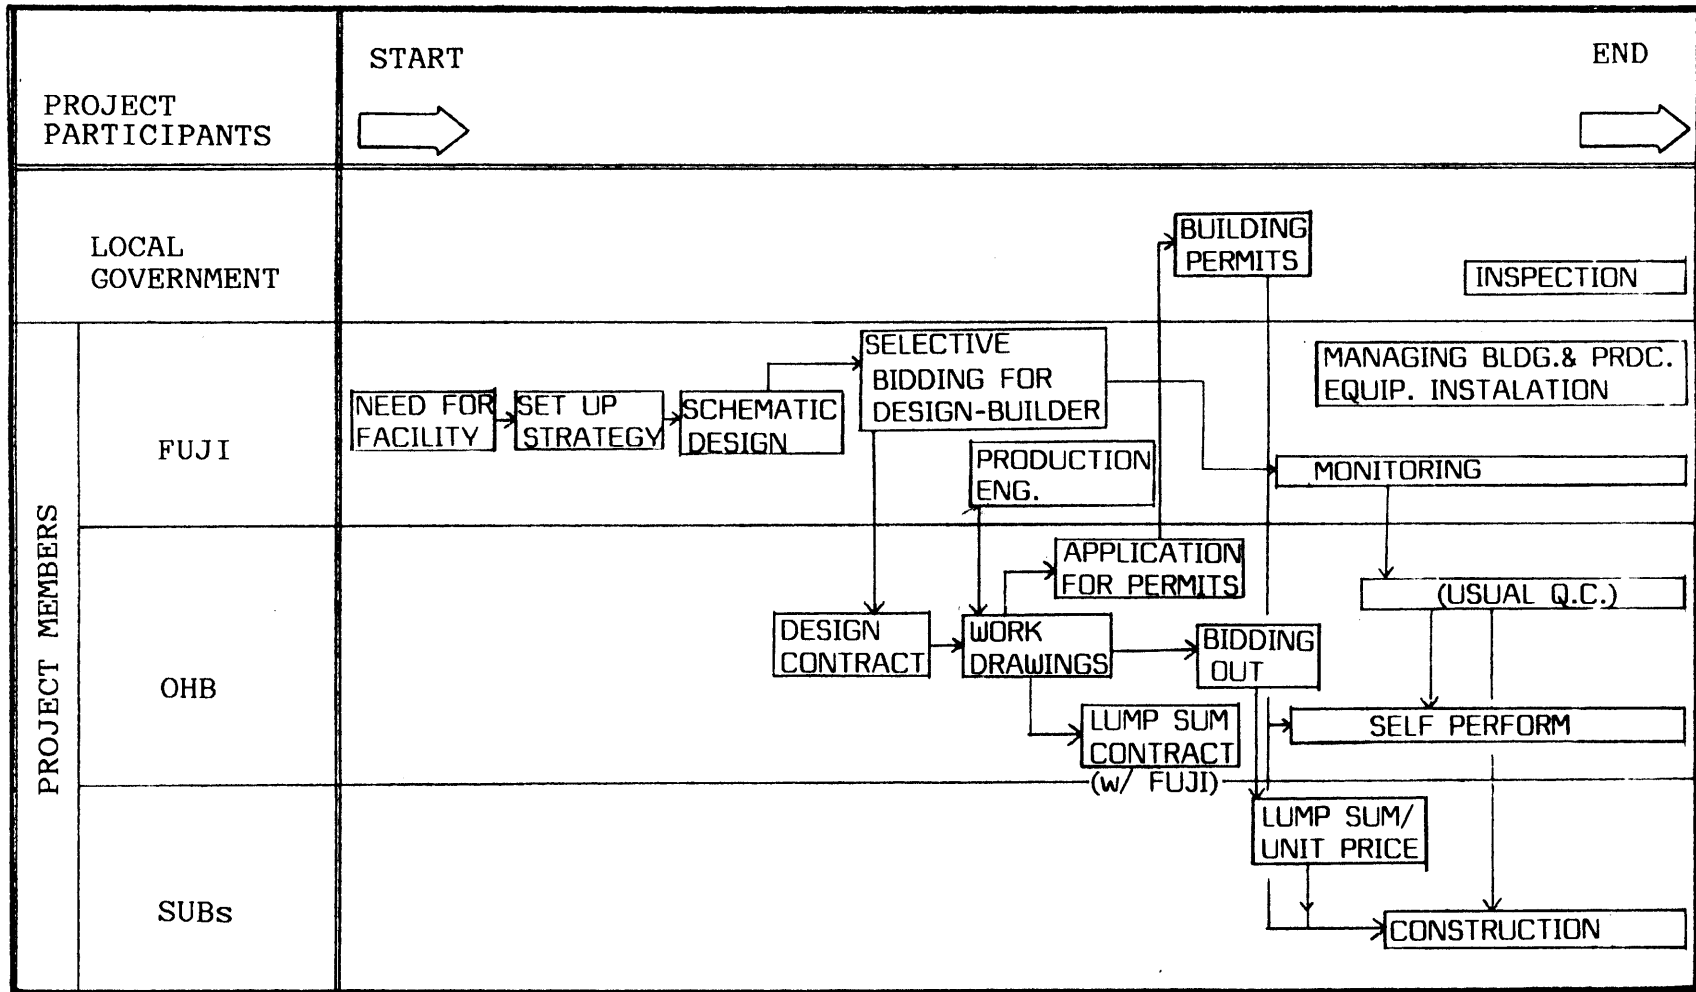 START
END
PROJECT
PARTICIPANTS
LOCAL
GOVERNMENT
BUILDING
PERMITS
INSPECTION
PROJECT MEMBERS
FUJI
NEED FOR
FACILITY
SET UP
STRATEGY
SCHEMATIC
DESIGN
SELECTIVE
BIDDING FOR
DESIGN-BUILDER
PRODUCTION
ENG.
MANAGING BLDG.& PRDC.
EQUIP. INSTALATION
MONITORING
OHB
APPLICATION
FOR PERMITS
(USUAL Q.C.)
DESIGN
CONTRACT
WORK
DRAWINGS
BIDDING
OUT
LUMP SUM
CONTRACT
(W/ FUJI)
SELF PERFORM
SUBs
LUMP SUM/
UNIT PRICE
CONSTRUCTION